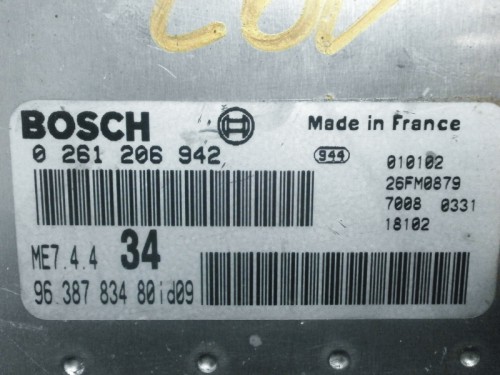 BOSCH Made in France
0 261 206 942 944 010102
26FM0879
7008 0331
18102
ME7.4.4 34
96.387 834 80id09